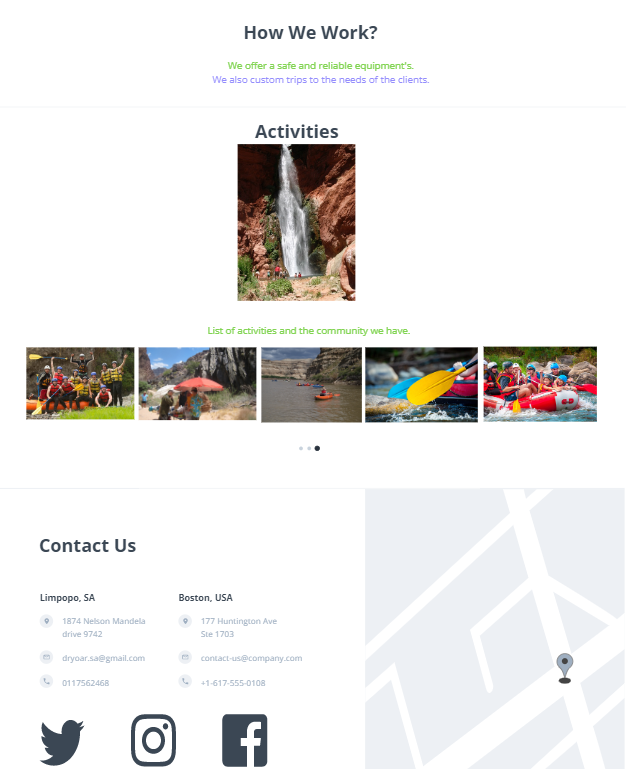 How We Work?
We offer a safe and reliable equipment's.
We also custom trips to the needs of the clients.
Activities
List of activities and the community we have.
Contact Us
Limpopo, SA
1874 Nelson Mandela
drive 9742
dryoar.sa@gmail.com
0117562468
Boston, USA
177 Huntington Ave
Ste 1703
contact-us@company.com
+1-617-555-0108